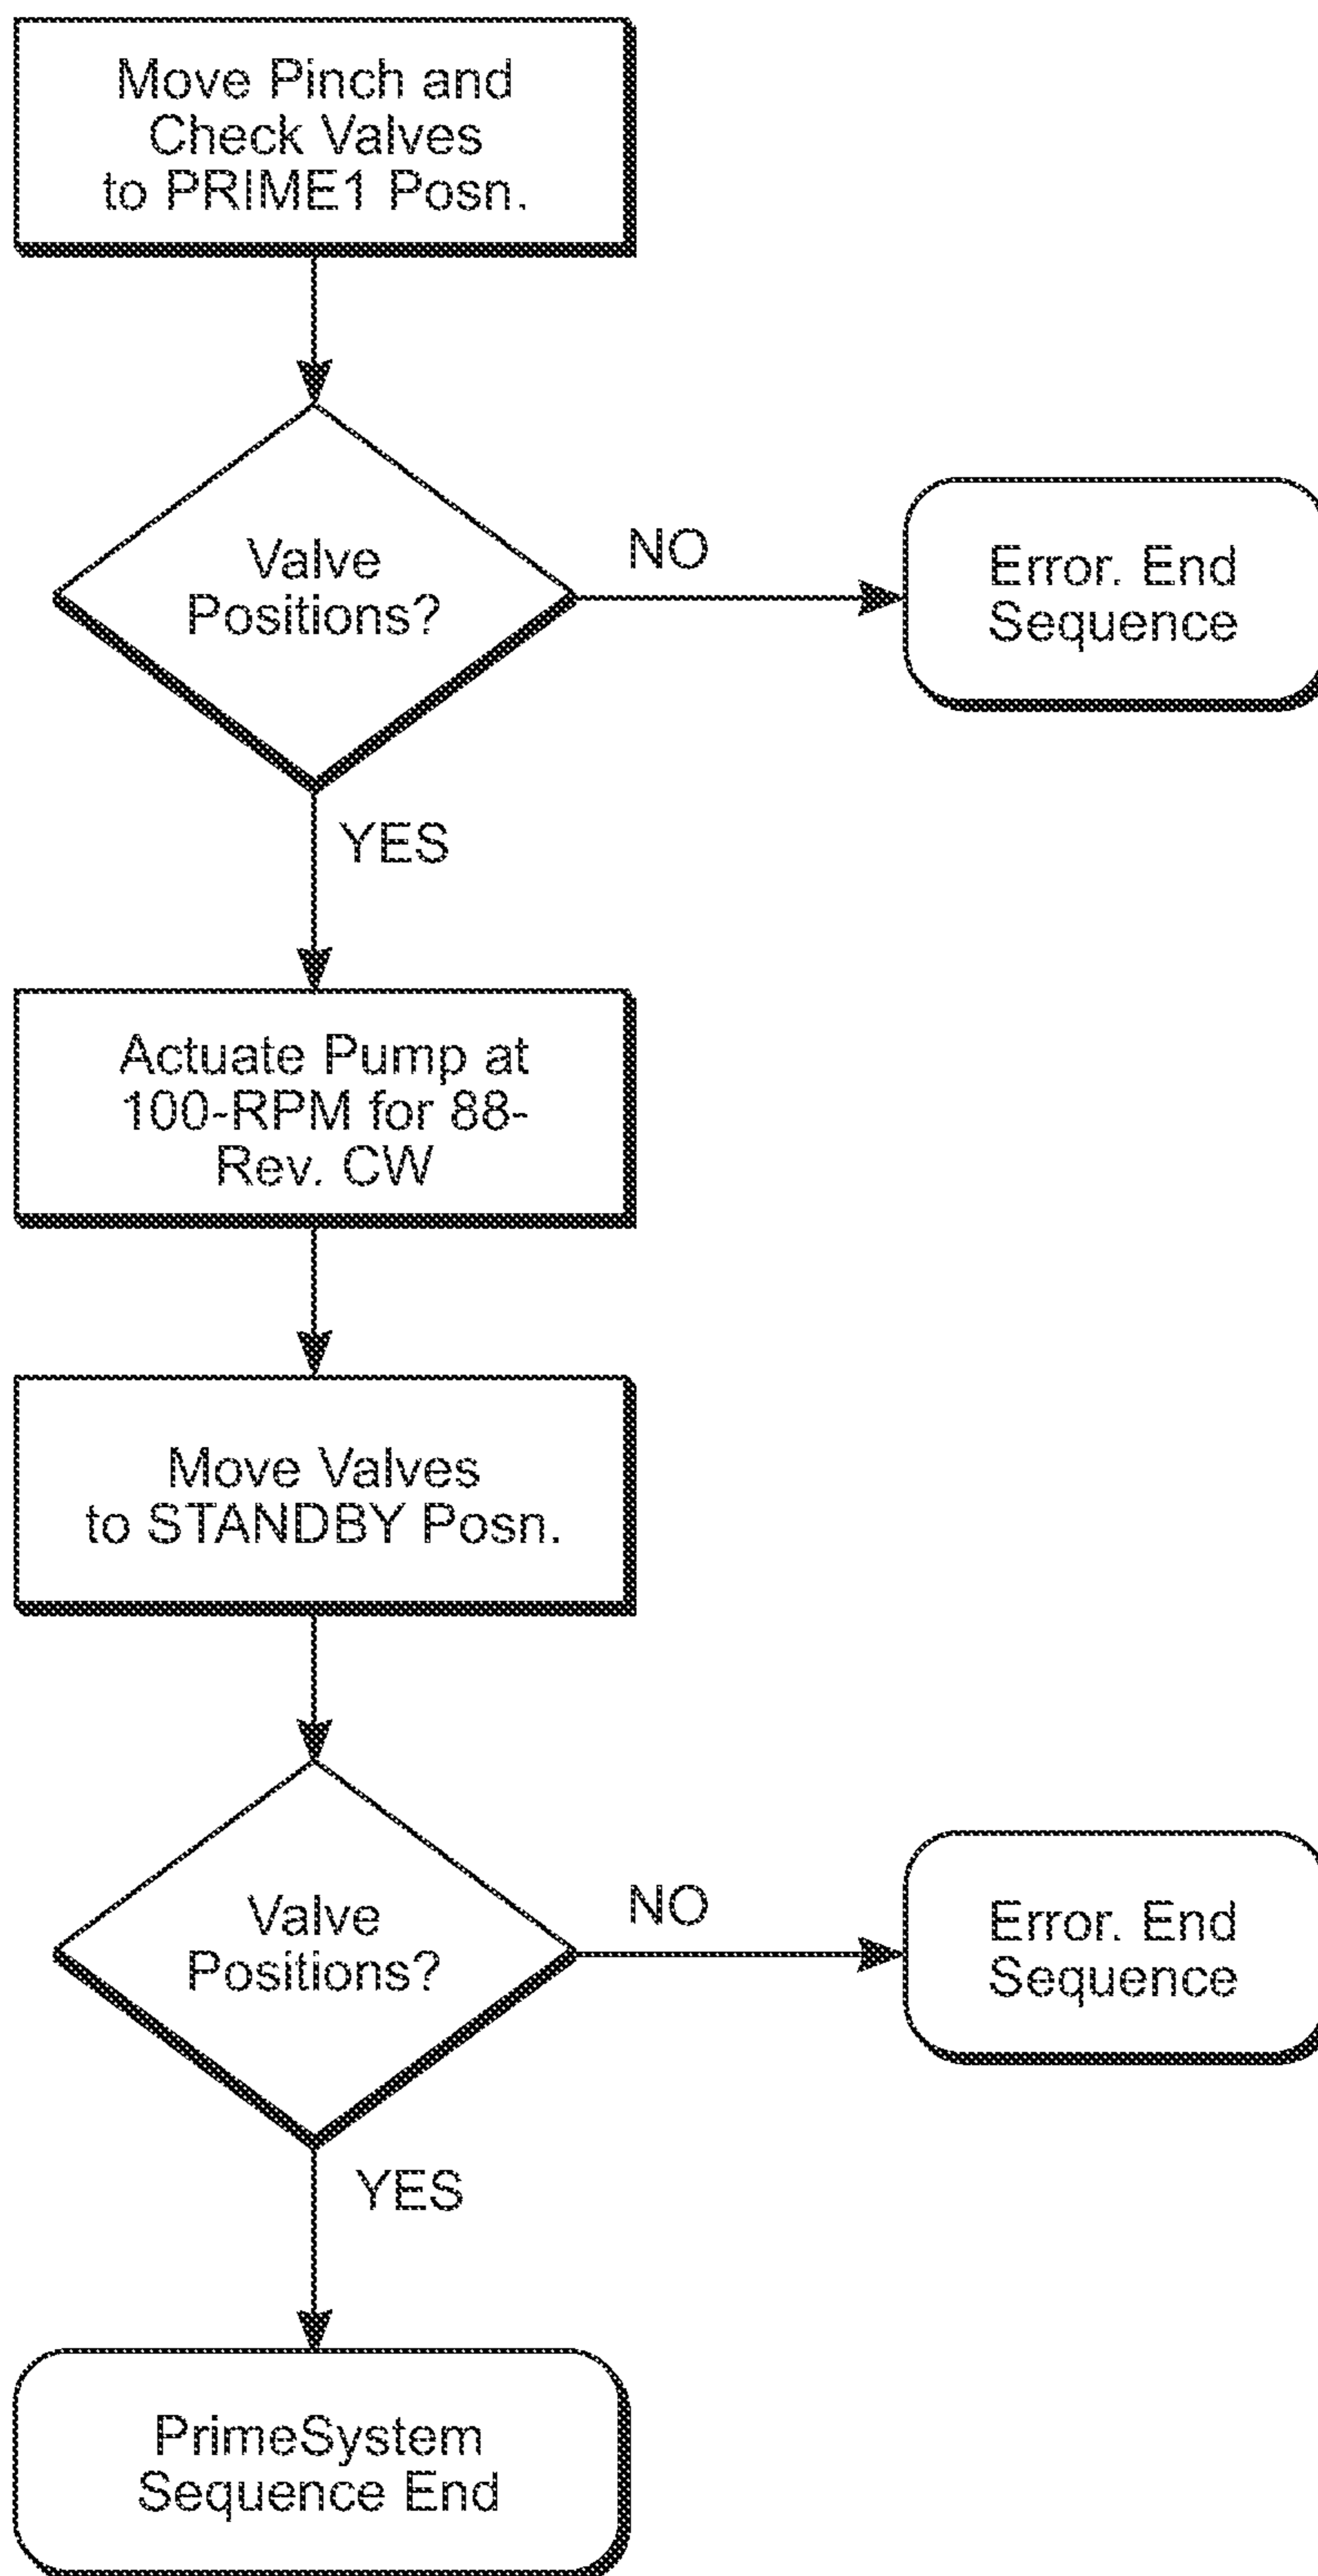 Move Pinch and
Check Valves
to PRIME1 Posn.
Valve
Positions?
NO
Error. End
Sequence
YES
Actuate Pump at
100-RPM for 88-
Rev. CW
Move Valves
to STANDBY Posn.
Valve
Positions?
NO
Error. End
Sequence
YES
PrimeSystem
Sequence End